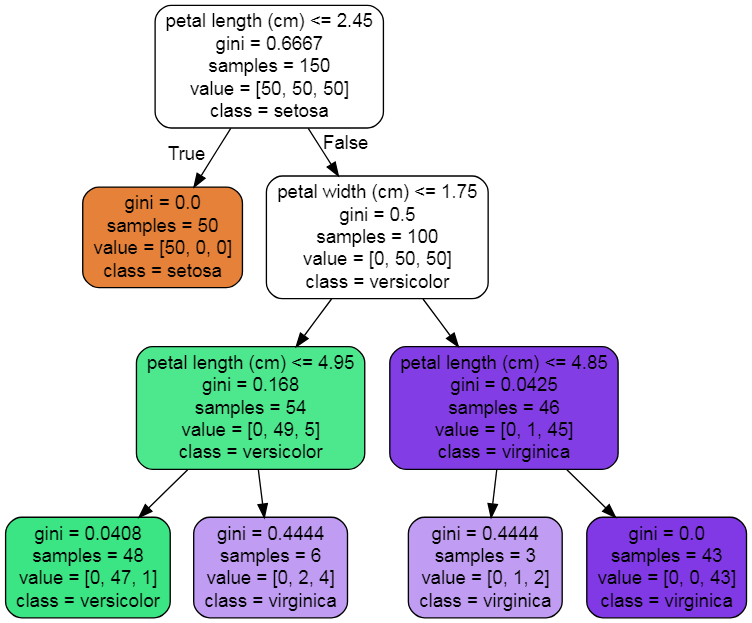 petal length (cm) <= 2.45
gini = 0.6667
samples = 150
value = [50, 50, 50]
class = setosa
True
False
gini = 0.0
samples = 50
value = [50, 0, 0]
class = setosa
petal width (cm) <= 1.75
gini = 0.5
samples = 100
value = [0, 50, 50]
class = versicolor
petal length (cm) <= 4.95
gini = 0.168
samples = 54
value = [0, 49, 5]
class = versicolor
petal length (cm) <= 4.85
gini = 0.0425
samples = 46
value = [0, 1, 45]
class = virginica
gini = 0.0408
samples = 48
value = [0, 47, 1]
class = versicolor
gini = 0.4444
samples = 6
value = [0, 2, 4]
class = virginica
gini = 0.4444
samples = 3
value = [0, 1, 2]
class = virginica
gini = 0.0
samples = 43
value = [0, 0, 43]
class = virginica